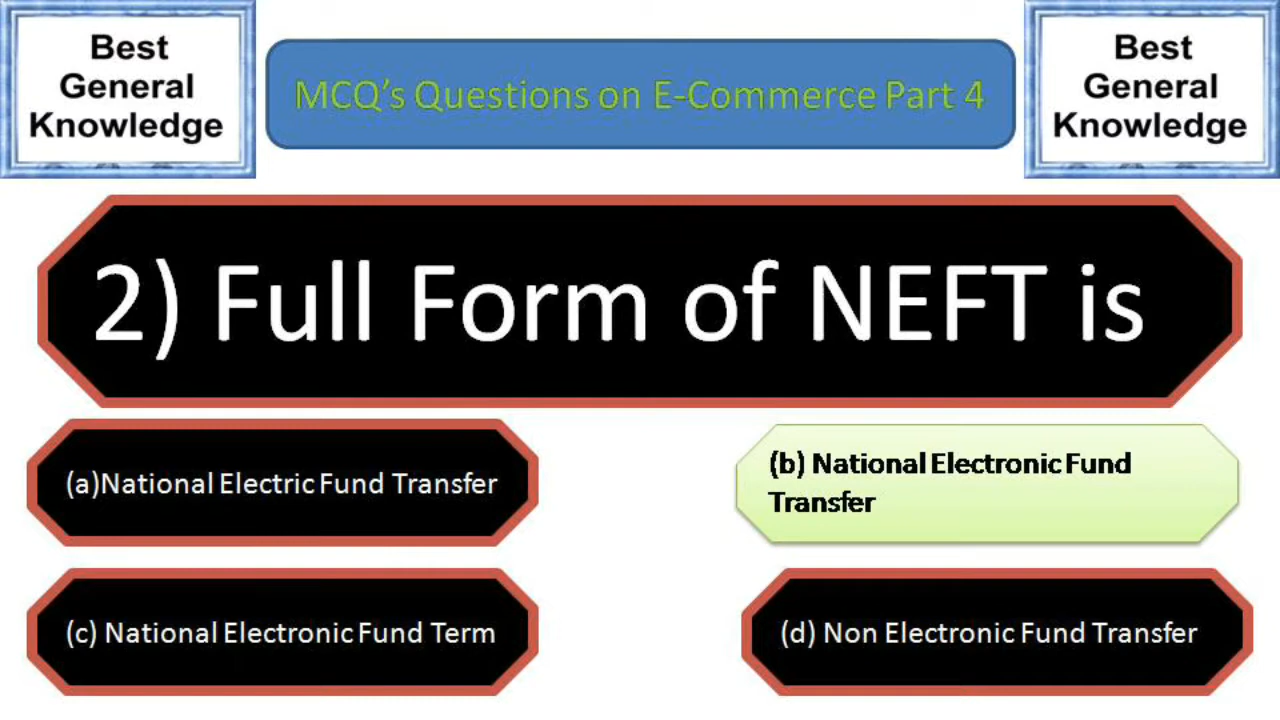 Best
General
Knowledge
MCQ's Questions on E-Commerce Part 4
Best
General
Knowledge
2) Full Form of NEFT is
(a)National Electric Fund Transfer
(b) National Electronic Fund
Transfer
(c) National Electronic Fund Term
(d) Non Electronic Fund Transfer